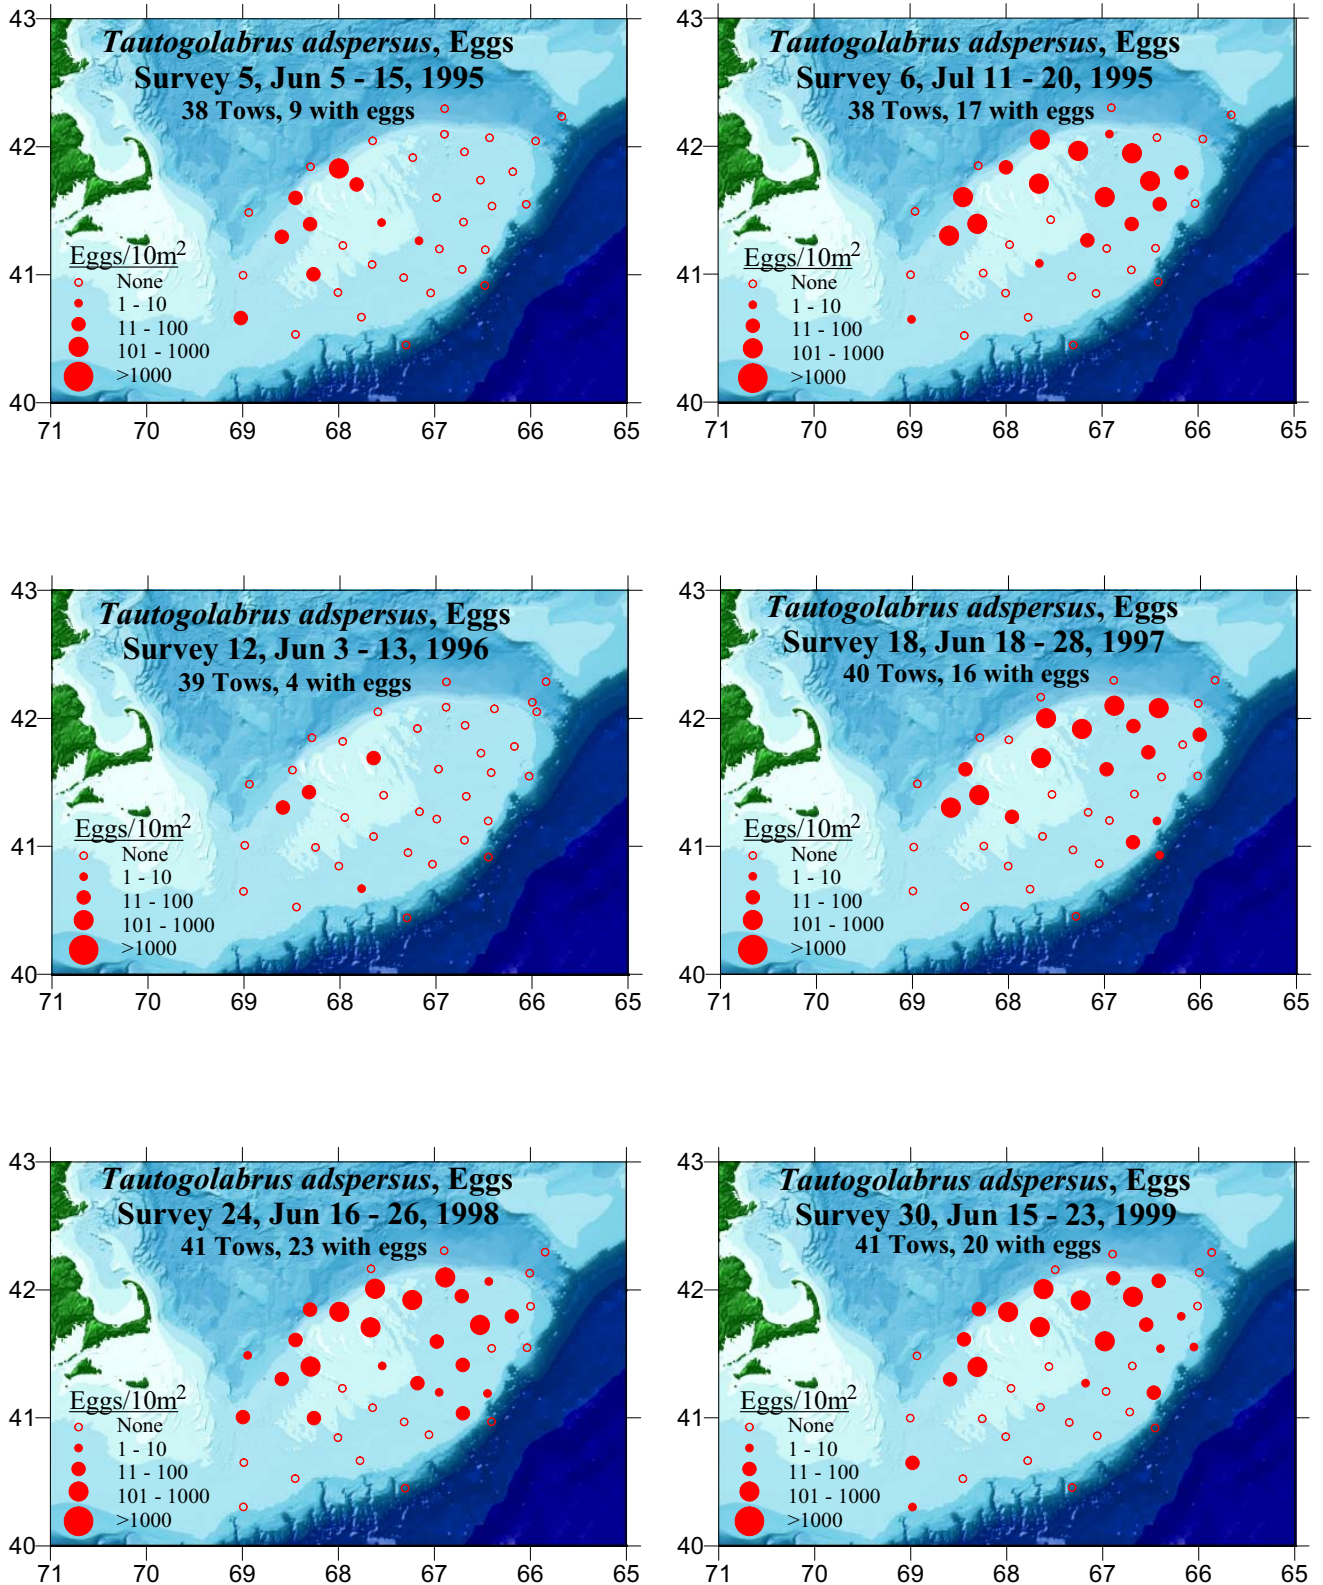 43
42
41
40
71 70 69 68 67 66 65
Tautogolabrus adspersus, Eggs
Survey 5, Jun 5 - 15, 1995
38 Tows, 9 with eggs
Eggs/10m2
None
1 - 10
11 - 100
101 - 1000
>1000
43
42
41
40
71 70 69 68 67 66 65
Tautogolabrus adspersus, Eggs
Survey 6, Jul 11 - 20, 1995
38 Tows, 17 with eggs
Eggs/10m2
None
1 - 10
11 - 100
101 - 1000
>1000
43
42
41
40
71 70 69 68 67 66 65
Tautogolabrus adspersus, Eggs
Survey 12, Jun 3 - 13, 1996
39 Tows, 4 with eggs
Eggs/10m2
None
1 - 10
11 - 100
101 - 1000
>1000
43
42
41
40
71 70 69 68 67 66 65
Tautogolabrus adspersus, Eggs
Survey 18, Jun 18 - 28, 1997
40 Tows, 16 with eggs
Eggs/10m2
None
1 - 10
11 - 100
101 - 1000
>1000
43
42
41
40
71 70 69 68 67 66 65
Tautogolabrus adspersus, Eggs
Survey 24, Jun 16 - 26, 1998
41 Tows, 23 with eggs
Eggs/10m2
None
1 - 10
11 - 100
101 - 1000
>1000
43
42
41
40
71 70 69 68 67 66 65
Tautogolabrus adspersus, Eggs
Survey 30, Jun 15 - 23, 1999
41 Tows, 20 with eggs
Eggs/10m2
None
1 - 10
11 - 100
101 - 1000
>1000